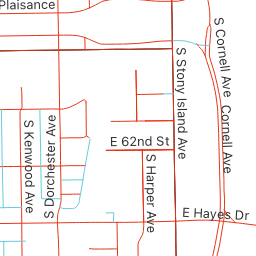 Plaisance
S Cornell Ave
Cornell Ave
S Stony Island Ave
E 62nd St
S Kenwood Ave
S Dorchester Ave
S Harper Ave
E Hayes Dr